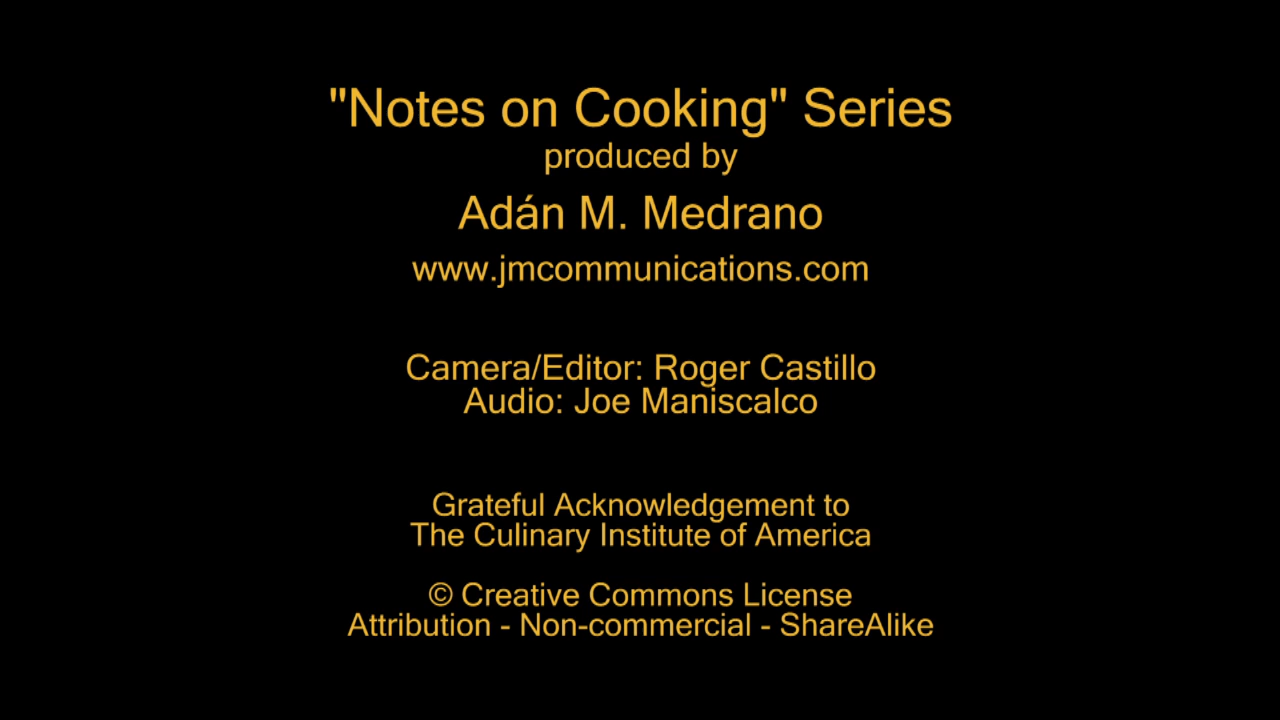 "Notes on Cooking" Series
produced by
Adán M. Medrano
www.jmcommunications.com
Camera/Editor: Roger Castillo
Audio: Joe Maniscalco
Grateful Acknowledgement to
The Culinary Institute of America
© Creative Commons License
Attribution - Non-commercial - ShareAlike